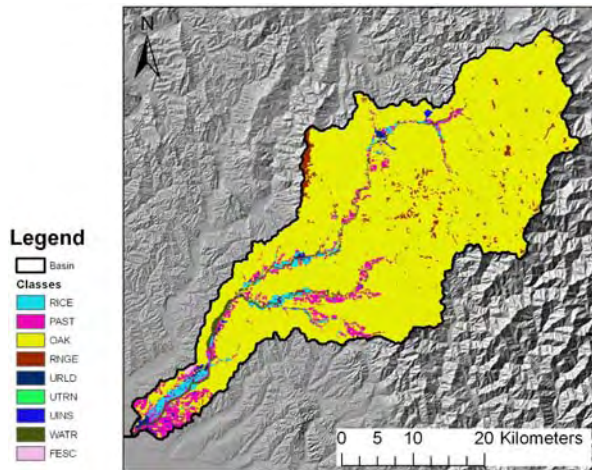 N
Legend
Basin
Classes
RICE
PAST
OAK
RNGE
URLD
UTRN
UINS
WATR
FESC
0 5 10 20 Kilometers